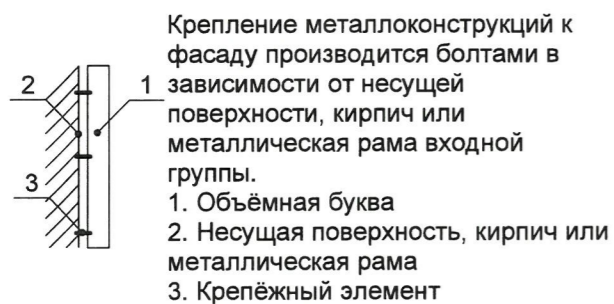 Крепление металлоконструкций к
фасаду производится болтами в
зависимости от несущей
поверхности, кирпич или
металлическая рама входной
группы.
1. Объёмная буква
2. Несущая поверхность, кирпич или
металлическая рама
3. Крепёжный элемент
2
1
3